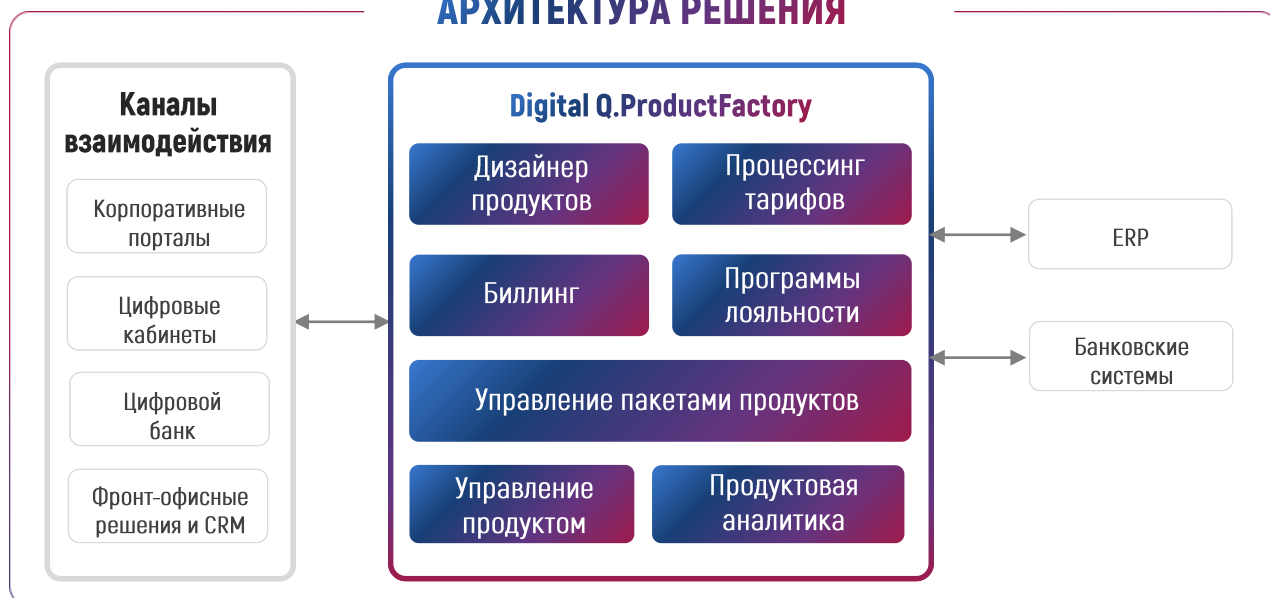 АРХИТЕКТУРА РЕШЕНИЯ
Каналы
взаимодействия
Корпоративные
порталы
Цифровые
кабинеты
Цифровой
банк
Фронт-офисные
решения и CRM
Digital Q.ProductFactory
Дизайнер
продуктов
Процессинг
тарифов
Биллинг
Программы
лояльности
Управление пакетами продуктов
Управление
продуктом
Продуктовая
аналитика
ERP
Банковские
системы